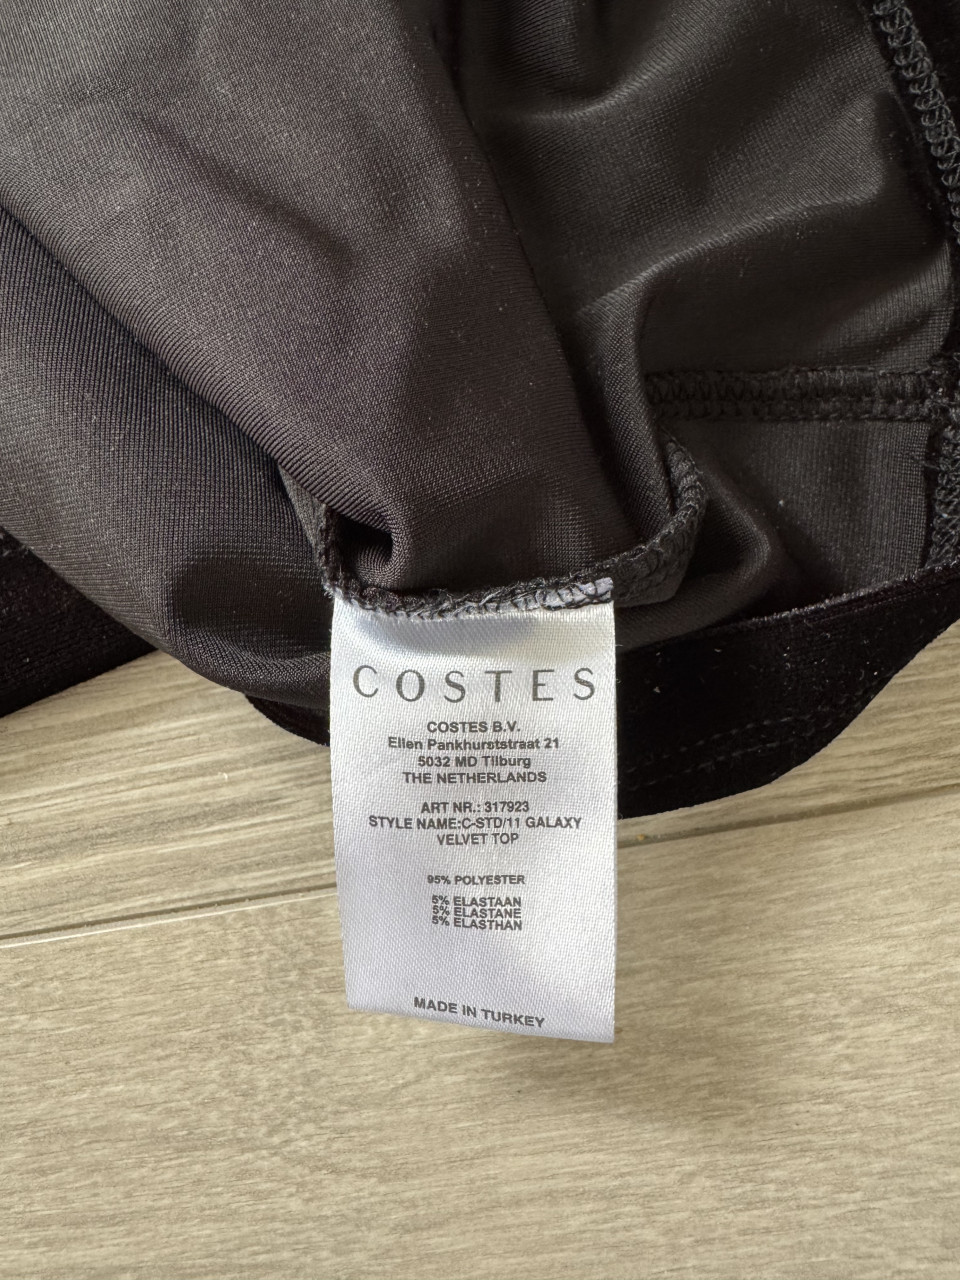 COSTES
COSTES B.V.
Ellen Pankhurststraat 21
5032 MD Tilburg
THE NETHERLANDS
ART NR.: 317923
STYLE NAME:C-STD/11 GALAXY
VELVET TOP
95% POLYESTER
5% ELASTAAN
5% ELASTANE
5% ELASTHAN
MADE IN TURKEY